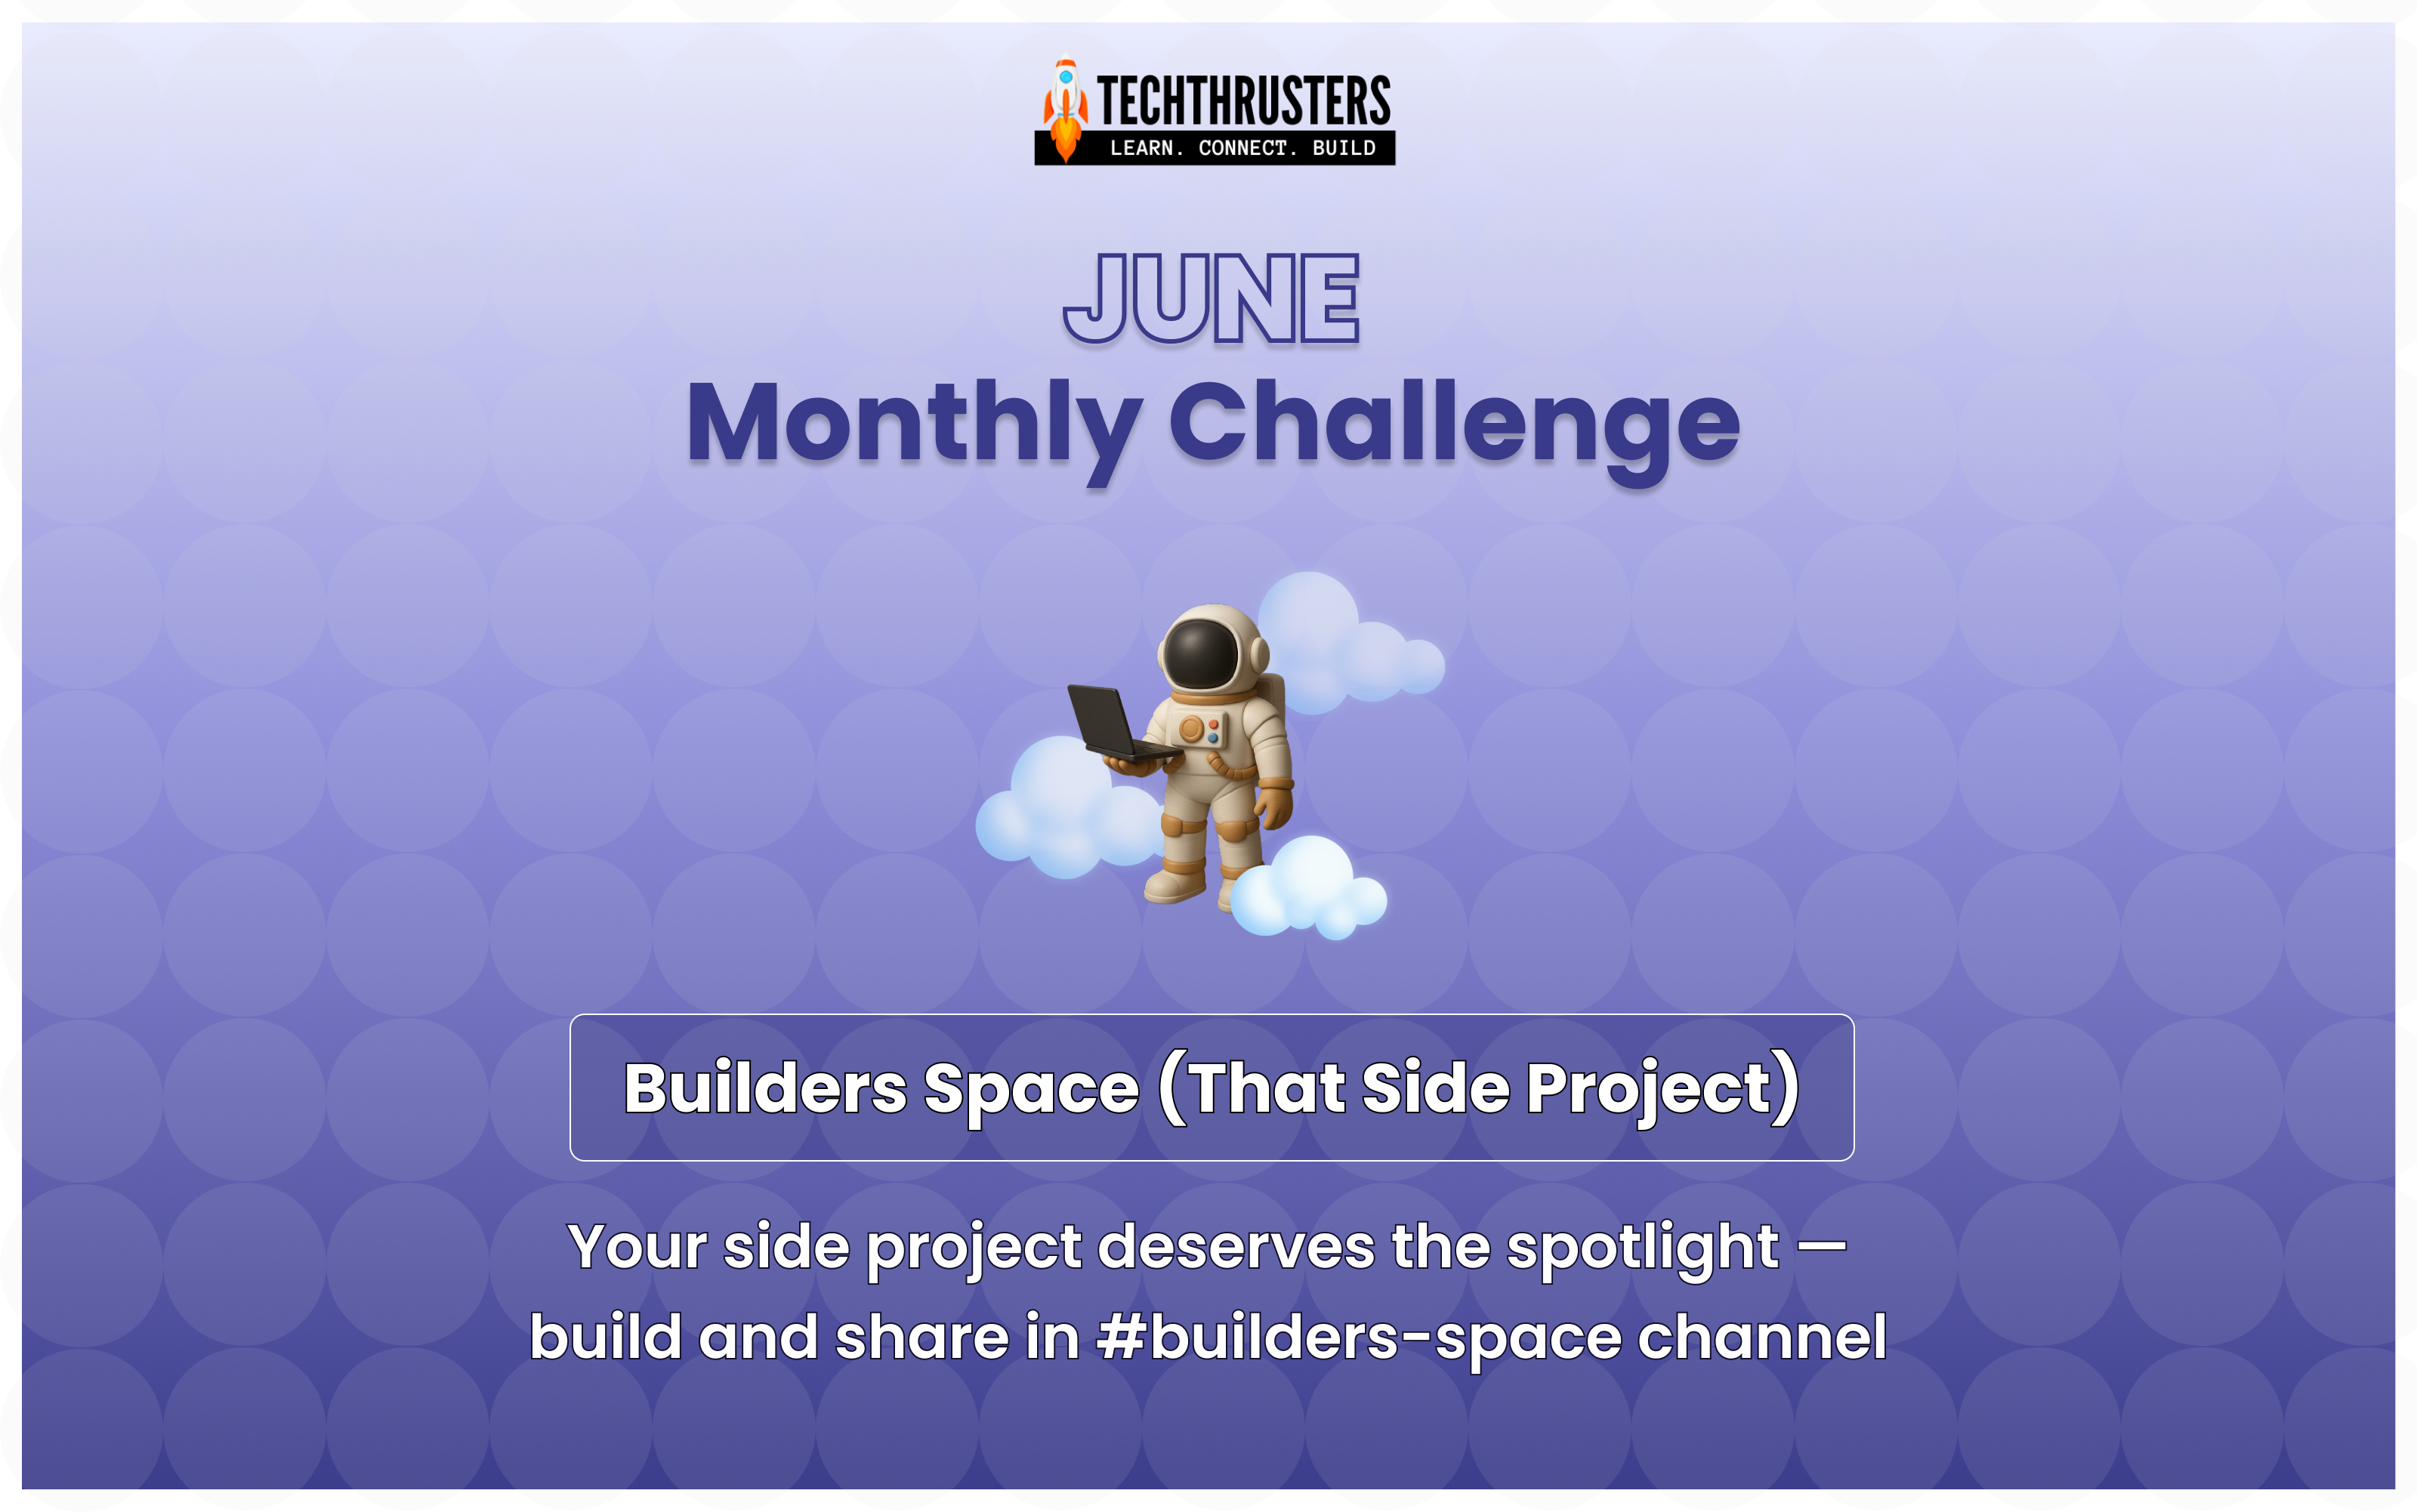 TECHTHRUSTERS
LEARN. CONNECT. BUILD
JUNE
Monthly Challenge
Builders Space (That Side Project)
Your side project deserves the spotlight —
build and share in #builders-space channel